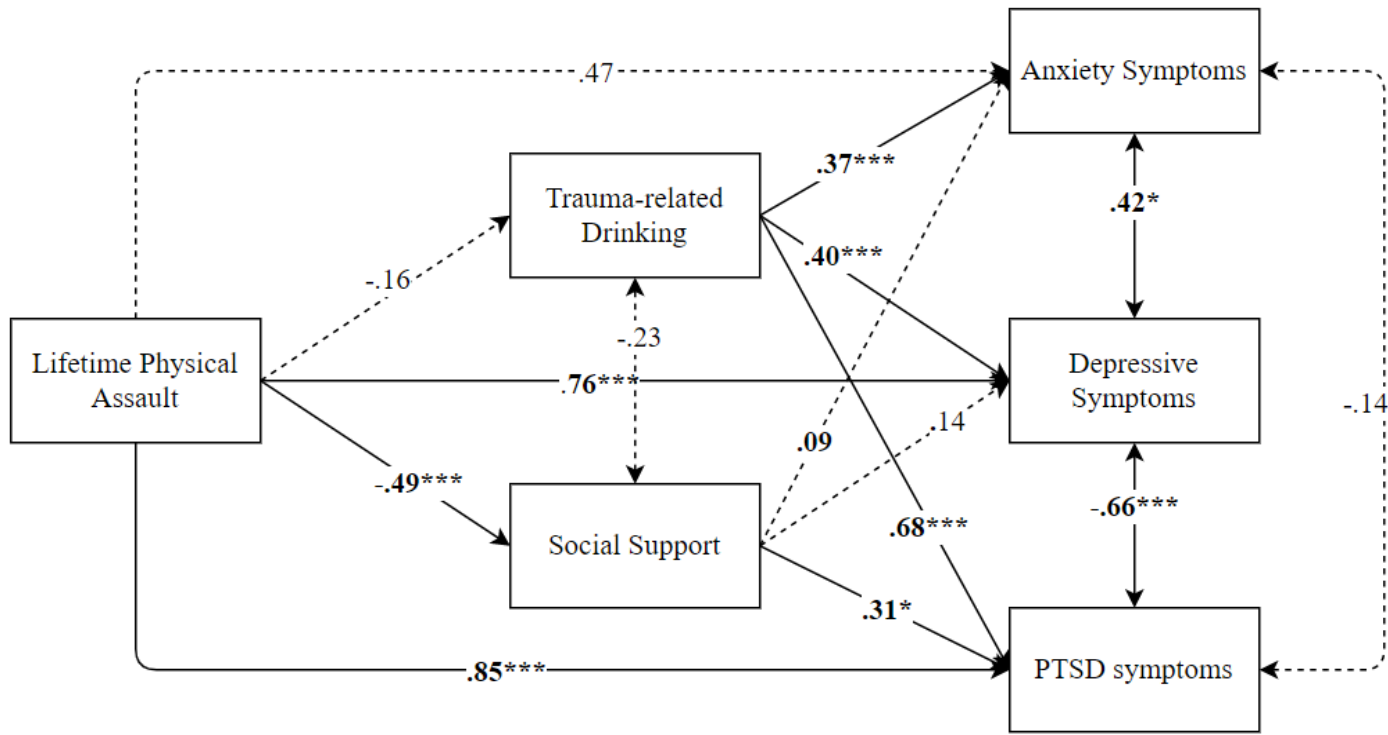 .47
Anxiety Symptoms
.37***
Trauma-related
Drinking
.42*
.40***
-.16
-.23
Lifetime Physical
Assault
.76***
Depressive
Symptoms
-.14
.14
.09
-.49***
-.66***
.68***
Social Support
.31*
.85***
PTSD symptoms